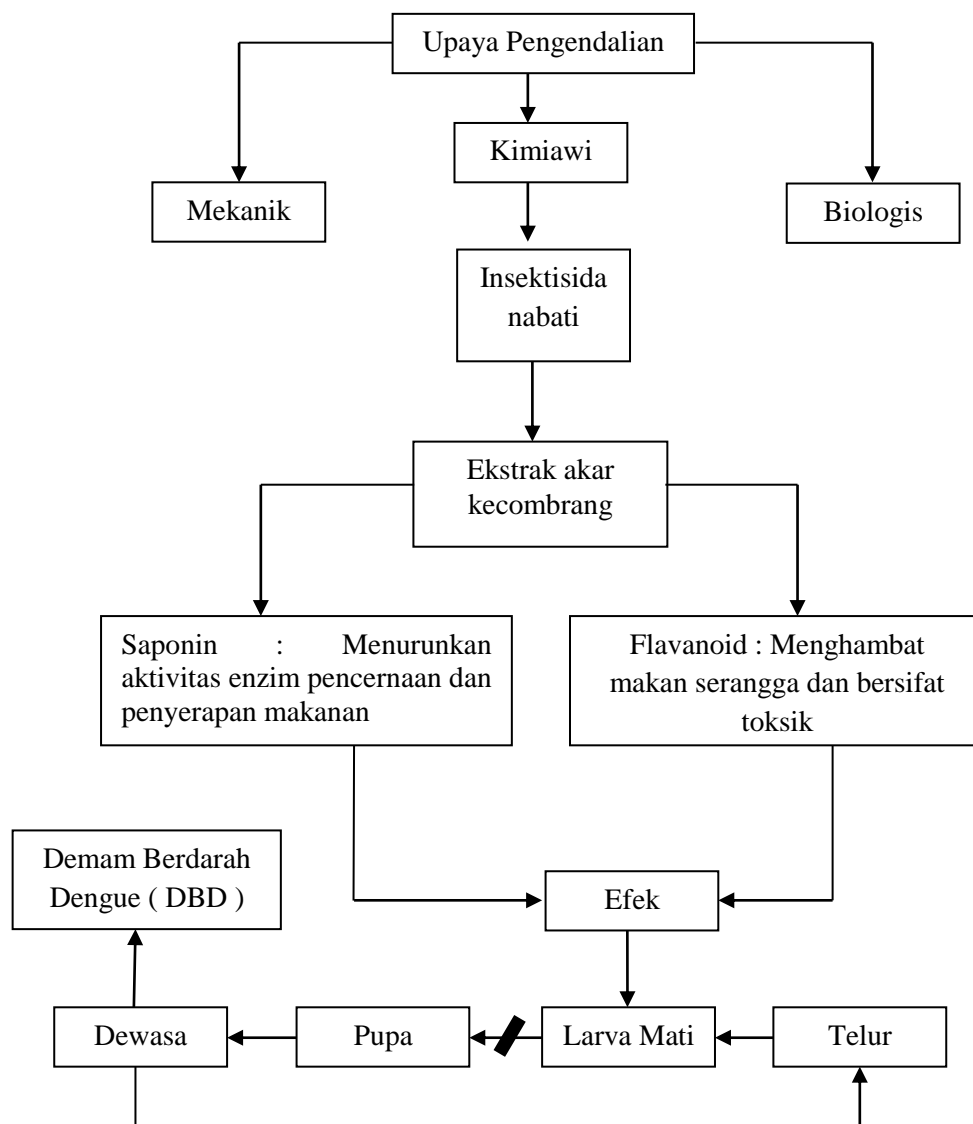 Upaya Pengendalian
Kimiawi
Mekanik
Biologis
Insektisida
nabati
Ekstrak akar
kecombrang
Saponin : Menurunkan
aktivitas enzim pencernaan dan
penyerapan makanan
Flavanoid : Menghambat
makan serangga dan bersifat
toksik
Demam Berdarah
Dengue ( DBD )
Efek
Dewasa
Pupa
Larva Mati
Telur